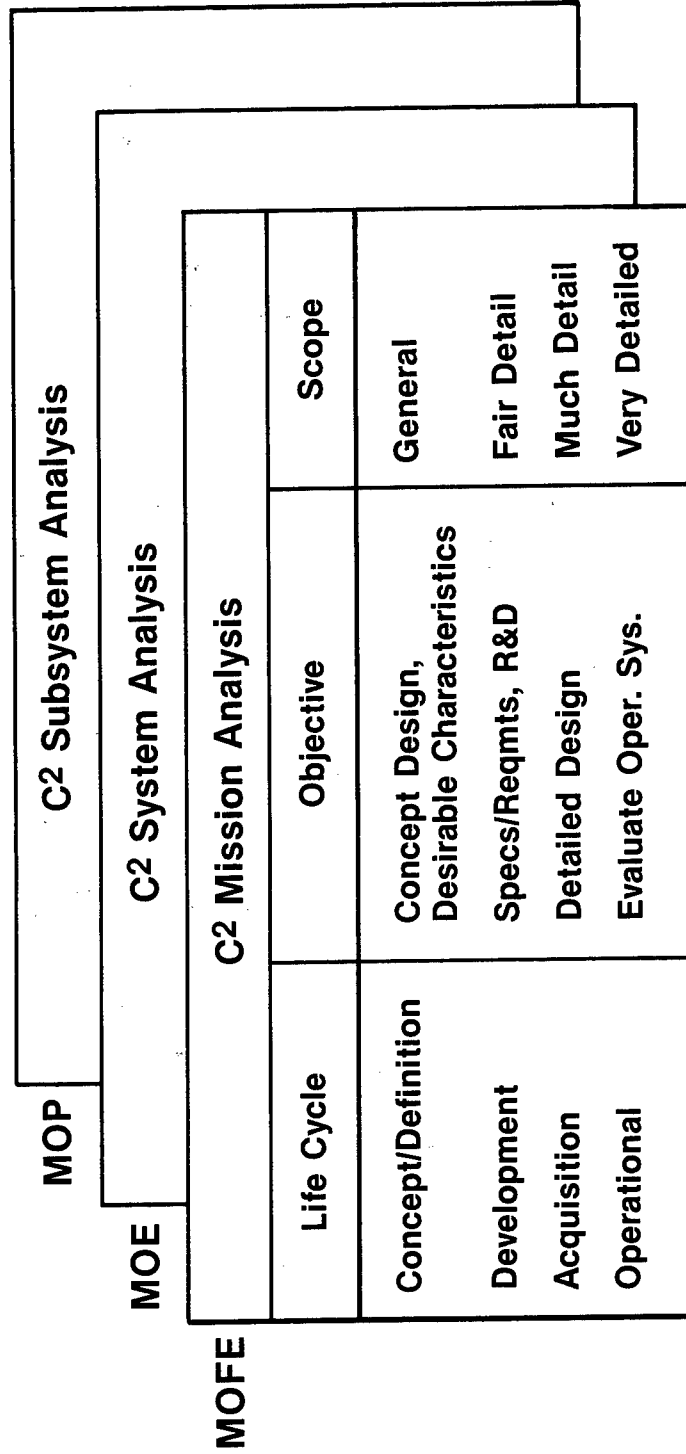 MOP
C² Subsystem Analysis
MOE
C² System Analysis
MOFE
C² Mission Analysis
Life Cycle Objective Scope
Concept/Definition Concept Design, General
Desirable Characteristics
Development Specs/Reqmts, R&D Fair Detail
Acquisition Detailed Design Much Detail
Operational Evaluate Oper. Sys. Very Detailed